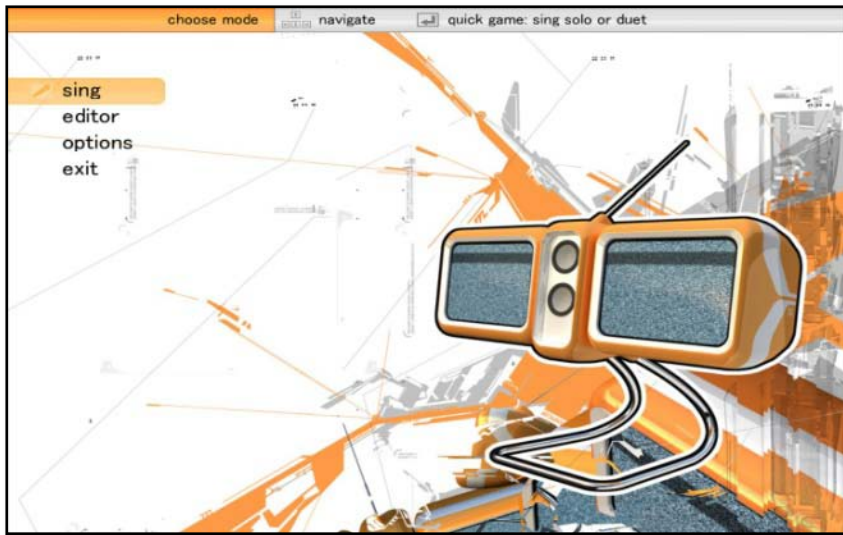 choose mode navigate quick game: sing solo or duet
sing
editor
options
exit